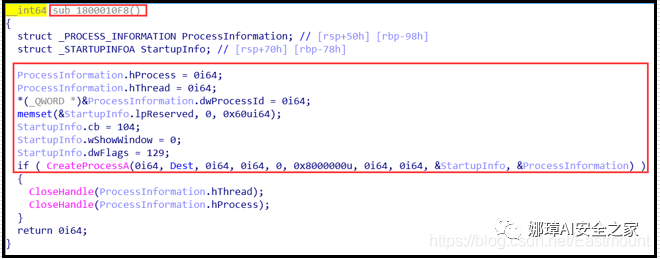 __int64 sub_1800010F8()
{
struct _PROCESS_INFORMATION ProcessInformation; // [rsp+50h] [rbp-98h]
struct _STARTUPINFOA StartupInfo; // [rsp+70h] [rbp-78h]
ProcessInformation.hProcess = 0i64;
ProcessInformation.hThread = 0i64;
*(_QWORD *)&ProcessInformation.dwProcessId = 0i64;
memset(&StartupInfo.lpReserved, 0, 0x60ui64);
StartupInfo.cb = 104;
StartupInfo.wShowWindow = 0;
StartupInfo.dwFlags = 129;
if ( CreateProcessA(0i64, Dest, 0i64, 0i64, 0, 0x8000000u, 0i64, 0i64, &StartupInfo, &ProcessInformation) )
{
CloseHandle(ProcessInformation.hThread);
CloseHandle(ProcessInformation.hProcess);
}
return 0i64;
}
娜璋AI安全之家
https://blog.csdn.net/Eastmount